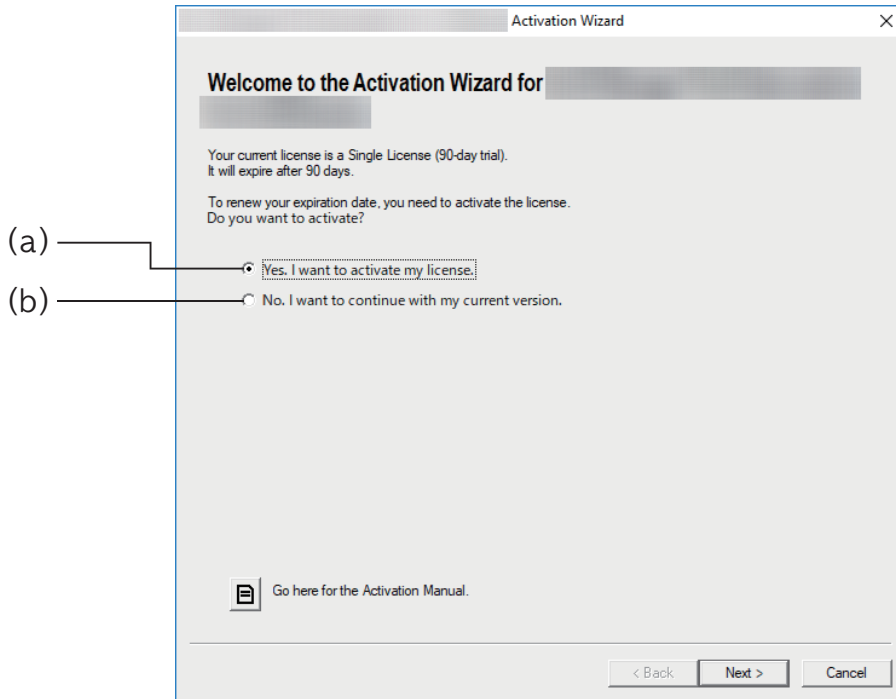 Activation Wizard
Welcome to the Activation Wizard for
Your current license is a Single License (90-day trial).
It will expire after 90 days.
To renew your expiration date, you need to activate the license.
Do you want to activate?
(a)
Yes. I want to activate my license.
(b)
No. I want to continue with my current version.
Go here for the Activation Manual.
< Back Next > Cancel